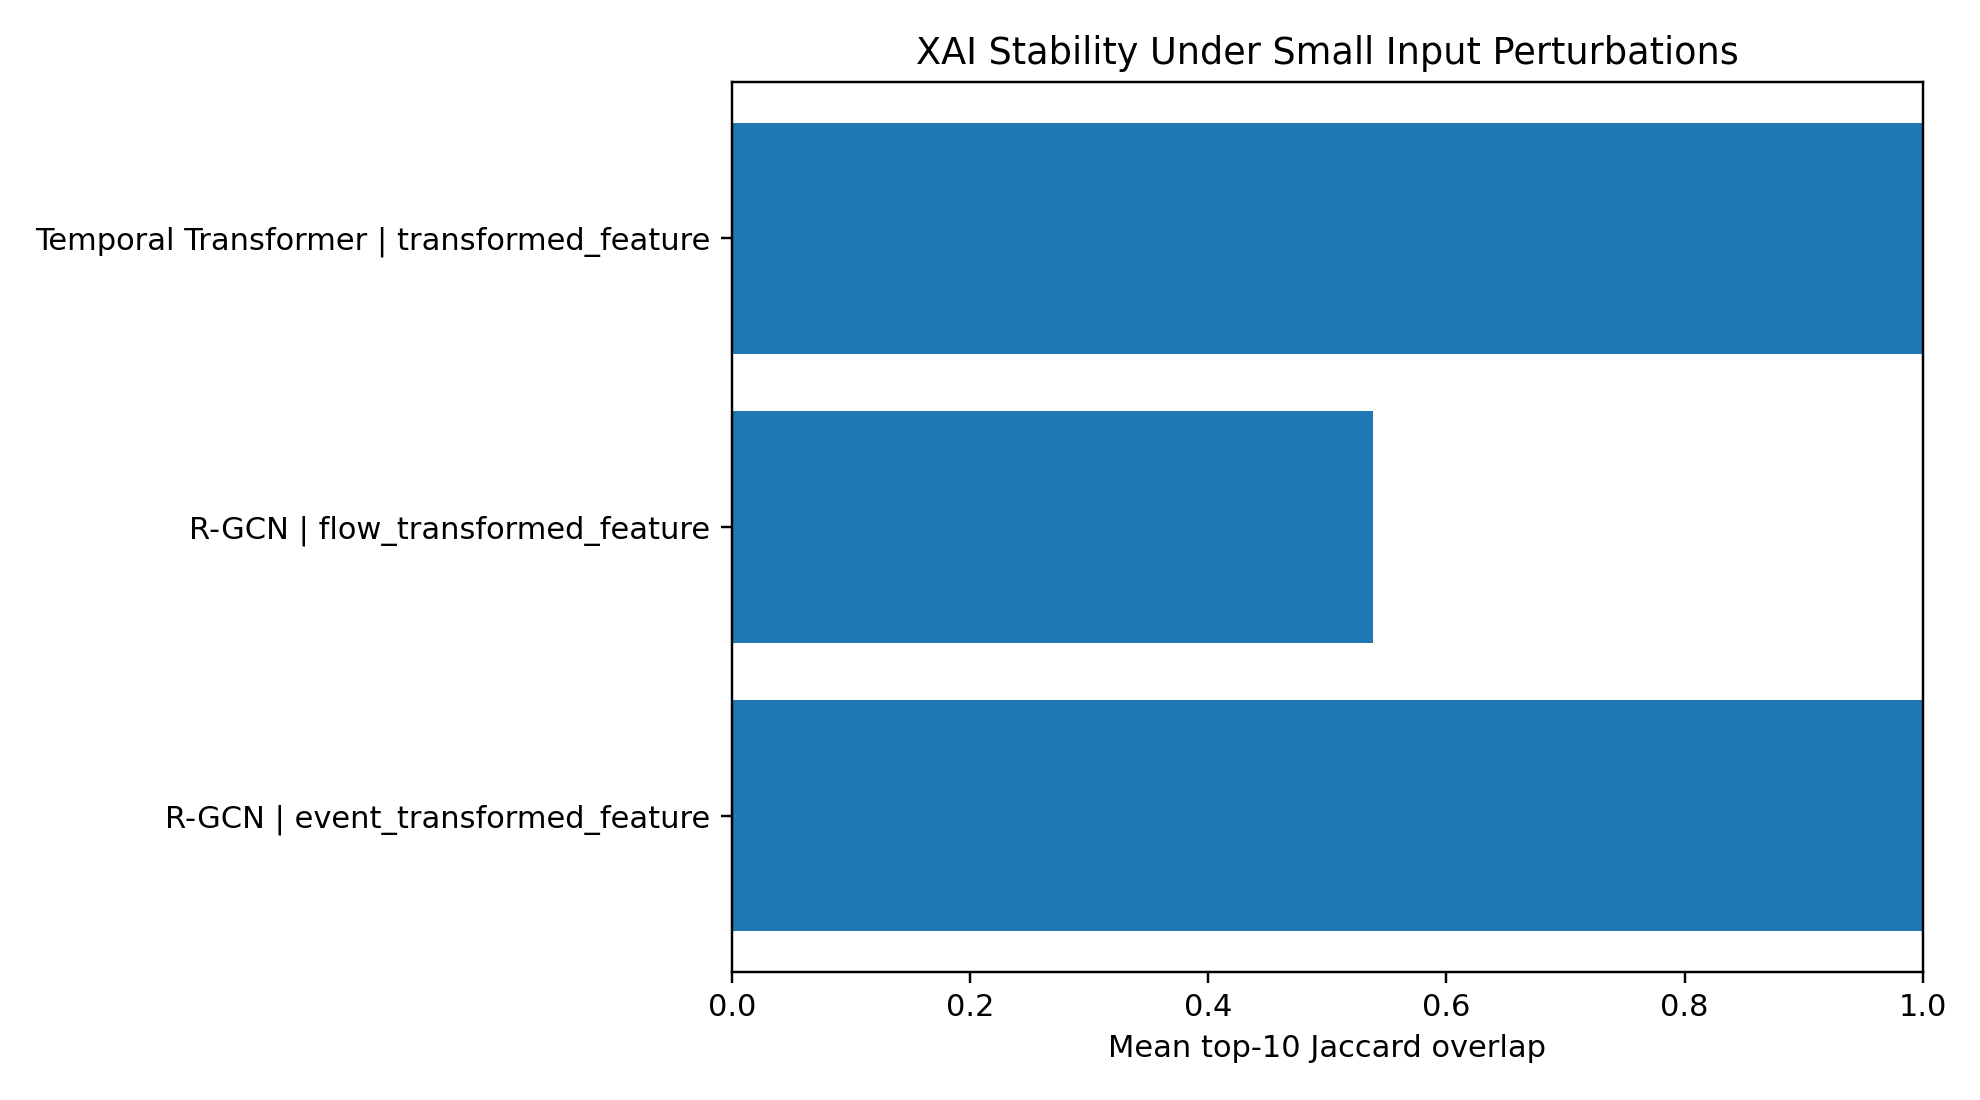 XAI Stability Under Small Input Perturbations
Temporal Transformer | transformed_feature
R-GCN | flow_transformed_feature
R-GCN | event_transformed_feature
0.0 0.2 0.4 0.6 0.8 1.0
Mean top-10 Jaccard overlap